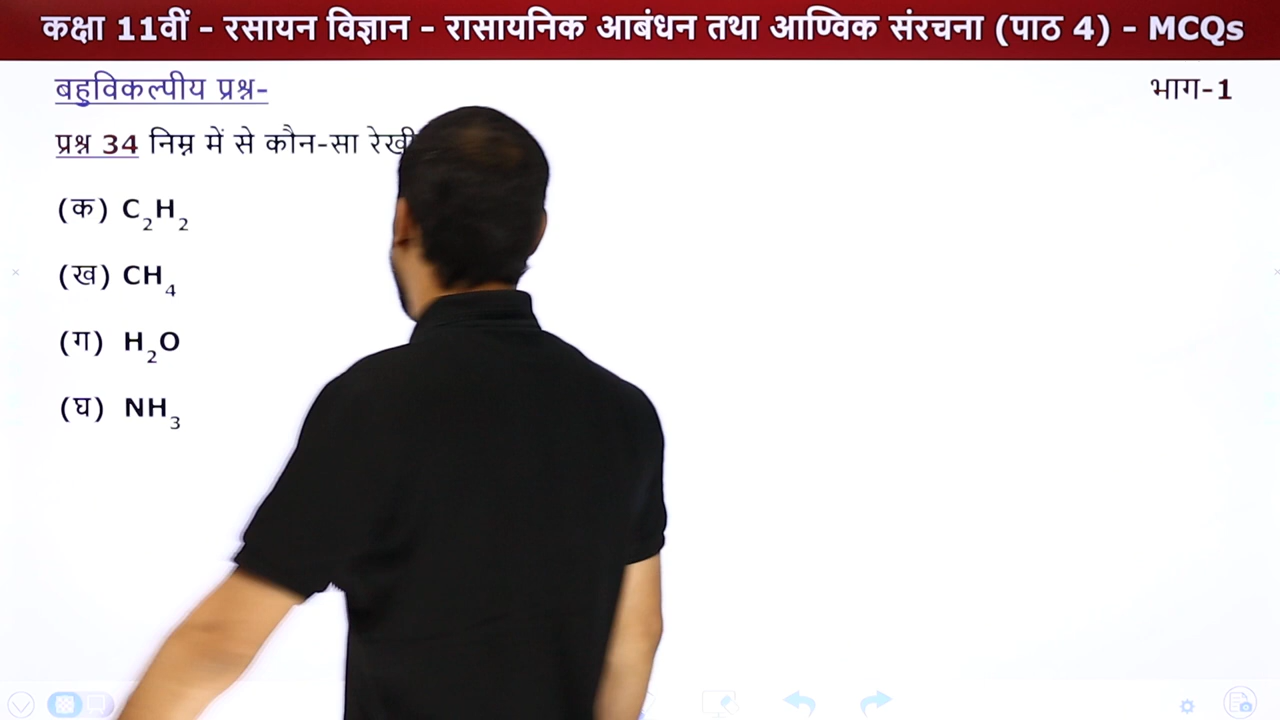 कक्षा 11वीं - रसायन विज्ञान - रासायनिक आबंधन तथा आण्विक संरचना (पाठ 4) - MCQs
बहुविकल्पीय प्रश्न-
भाग-1
प्रश्न 34 निम्न में से कौन-सा
(क) C₂H₂
(ख) CH₄
(ग) H₂O
(घ) NH₃